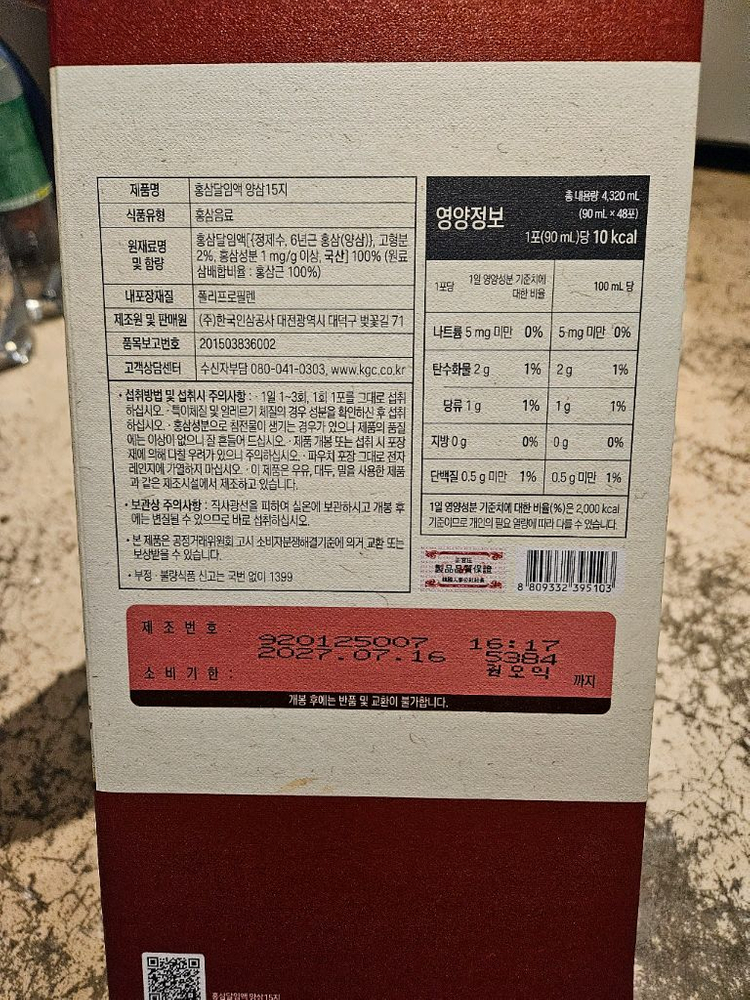 제품명 홍삼달임액 양삼15지
식품유형 홍삼음료
원재료명 및 함량 홍삼달임액[{정제수, 6년근 홍삼(양삼)}, 고형분
2%, 홍삼성분 1 mg/g 이상, 국산] 100% (원료
삼배합비율 : 홍삼근 100%)
내포장재질 폴리프로필렌
제조원 및 판매원 (주)한국인삼공사 대전광역시 대덕구 벚꽃길 71
품목보고번호 201503836002
고객상담센터 수신자부담 080-041-0303, www.kgc.co.kr
• 섭취방법 및 섭취시 주의사항 : · 1일 1~3회, 1회 1포를 그대로 섭취
하십시오. · 특이체질 및 알레르기 체질의 경우 성분을 확인하신 후 섭취
하십시오. · 홍삼성분으로 침전물이 생기는 경우가 있으나 제품의 품질
에는 이상이 없으니 잘 흔들어 드십시오. · 제품 개봉 또는 섭취 시 포장
재에 의해 다칠 우려가 있으니 주의하십시오. · 파우치 포장 그대로 전자
레인지에 가열하지 마십시오. · 이 제품은 우유, 대두, 밀을 사용한 제품
과 같은 제조시설에서 제조하고 있습니다.
• 보관상 주의사항 : 직사광선을 피하여 실온에 보관하시고 개봉 후
에는 변질될 수 있으므로 바로 섭취하십시오.
• 본 제품은 공정거래위원회 고시 소비자분쟁해결기준에 의거 교환 또는
보상받을 수 있습니다.
• 부정 · 불량식품 신고는 국번 없이 1399
영양정보
총 내용량 4,320 mL
(90 mL × 48포)
1포(90 mL)당 10 kcal
1포당 1일 영양성분 기준치에 대한 비율 100 mL 당
나트륨 5 mg 미만 0% 5 mg 미만 0%
탄수화물 2 g 1% 2 g 1%
당류 1 g 1% 1 g 1%
지방 0 g 0% 0 g 0%
단백질 0.5 g 미만 1% 0.5 g 미만 1%
1일 영양성분 기준치에 대한 비율(%)은 2,000 kcal
기준이므로 개인의 필요 열량에 따라 다를 수 있습니다.
製品品質保證
8 809332 395103
제조번호 : 920125007 16:17
2027.07.16 5384
소비기한 : 원오익 까지
개봉 후에는 반품 및 교환이 불가합니다.
홍삼달임액 양삼15지